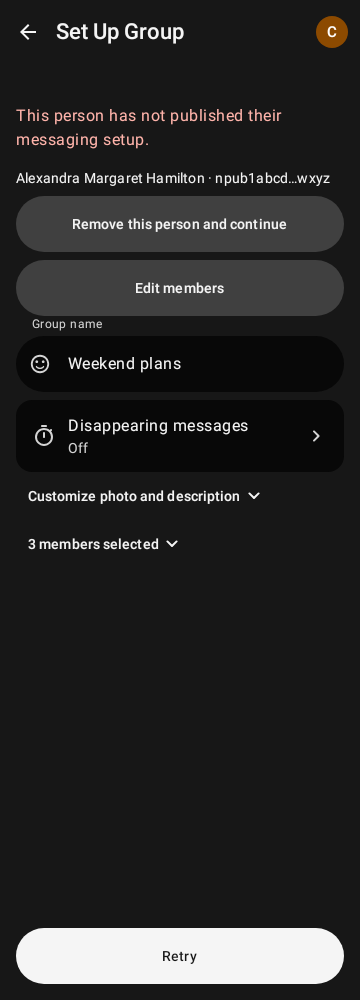 Set Up Group
C
This person has not published their
messaging setup.
Alexandra Margaret Hamilton · npub1abcd…wxyz
Remove this person and continue
Edit members
Group name
Weekend plans
Disappearing messages
Off
Customize photo and description
3 members selected
Retry